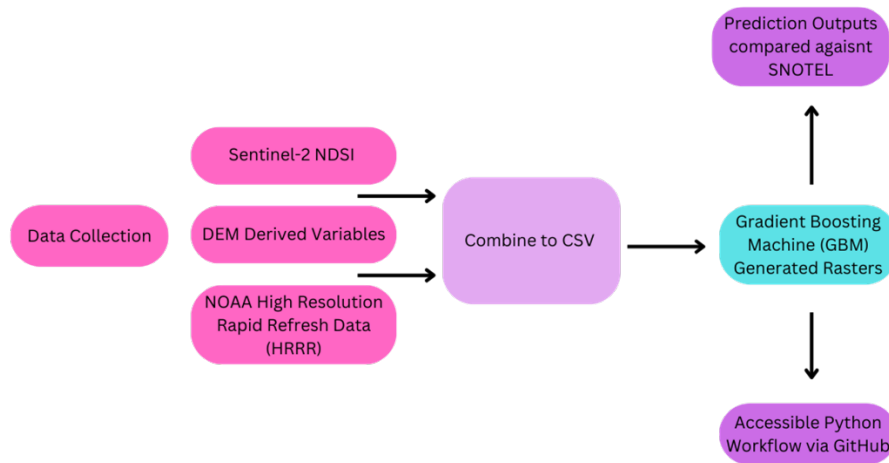 Data Collection
Sentinel-2 NDSI
DEM Derived Variables
NOAA High Resolution
Rapid Refresh Data
(HRRR)
Combine to CSV
Gradient Boosting
Machine (GBM)
Generated Rasters
Prediction Outputs
compared agaisnt
SNOTEL
Accessible Python
Workflow via GitHub